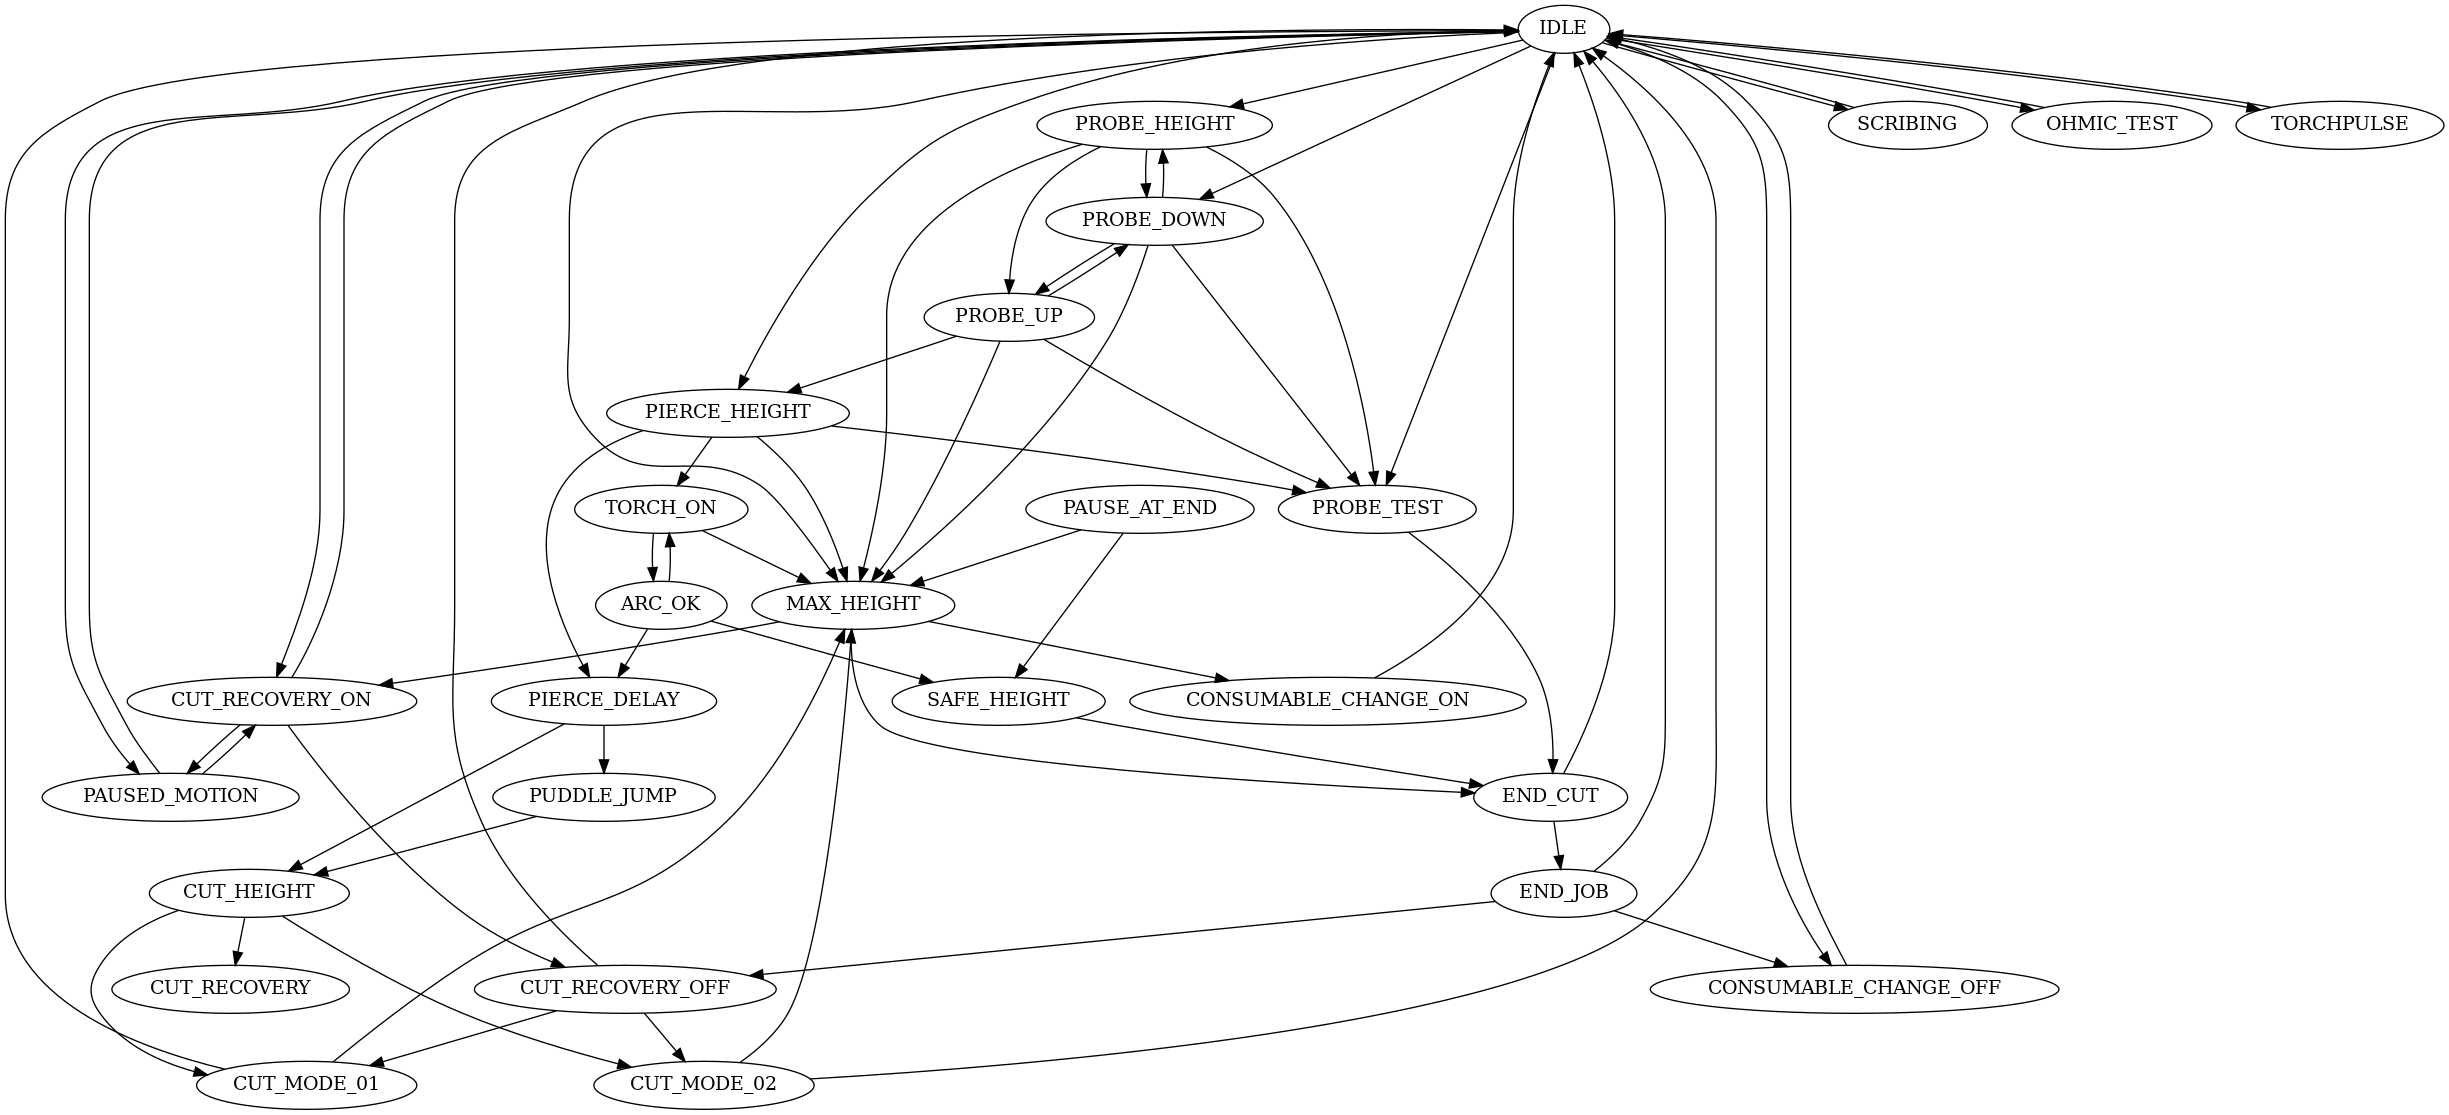 IDLE
PROBE_HEIGHT
SCRIBING
OHMIC_TEST
TORCHPULSE
PROBE_DOWN
PROBE_UP
PIERCE_HEIGHT
TORCH_ON
PAUSE_AT_END
PROBE_TEST
ARC_OK
MAX_HEIGHT
CUT_RECOVERY_ON
PIERCE_DELAY
SAFE_HEIGHT
CONSUMABLE_CHANGE_ON
PAUSED_MOTION
PUDDLE_JUMP
END_CUT
CUT_HEIGHT
END_JOB
CUT_RECOVERY
CUT_RECOVERY_OFF
CONSUMABLE_CHANGE_OFF
CUT_MODE_01
CUT_MODE_02